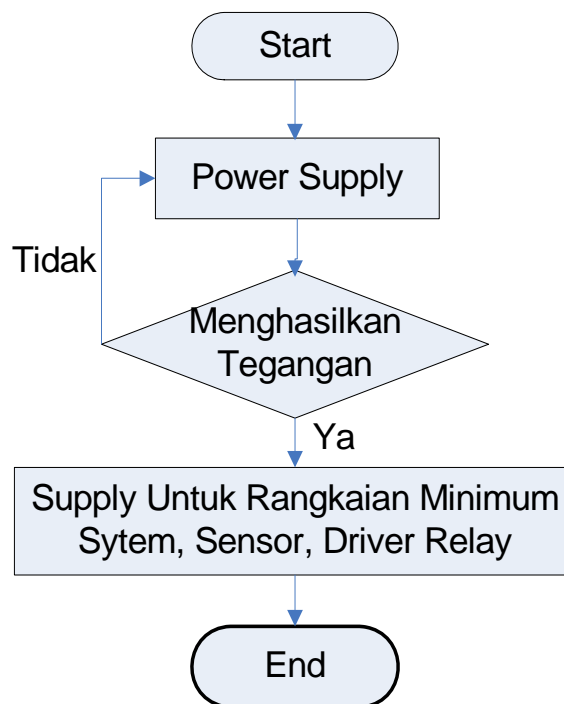 Start
Power Supply
Tidak
Menghasilkan
Tegangan
Ya
Supply Untuk Rangkaian Minimum
Sytem, Sensor, Driver Relay
End